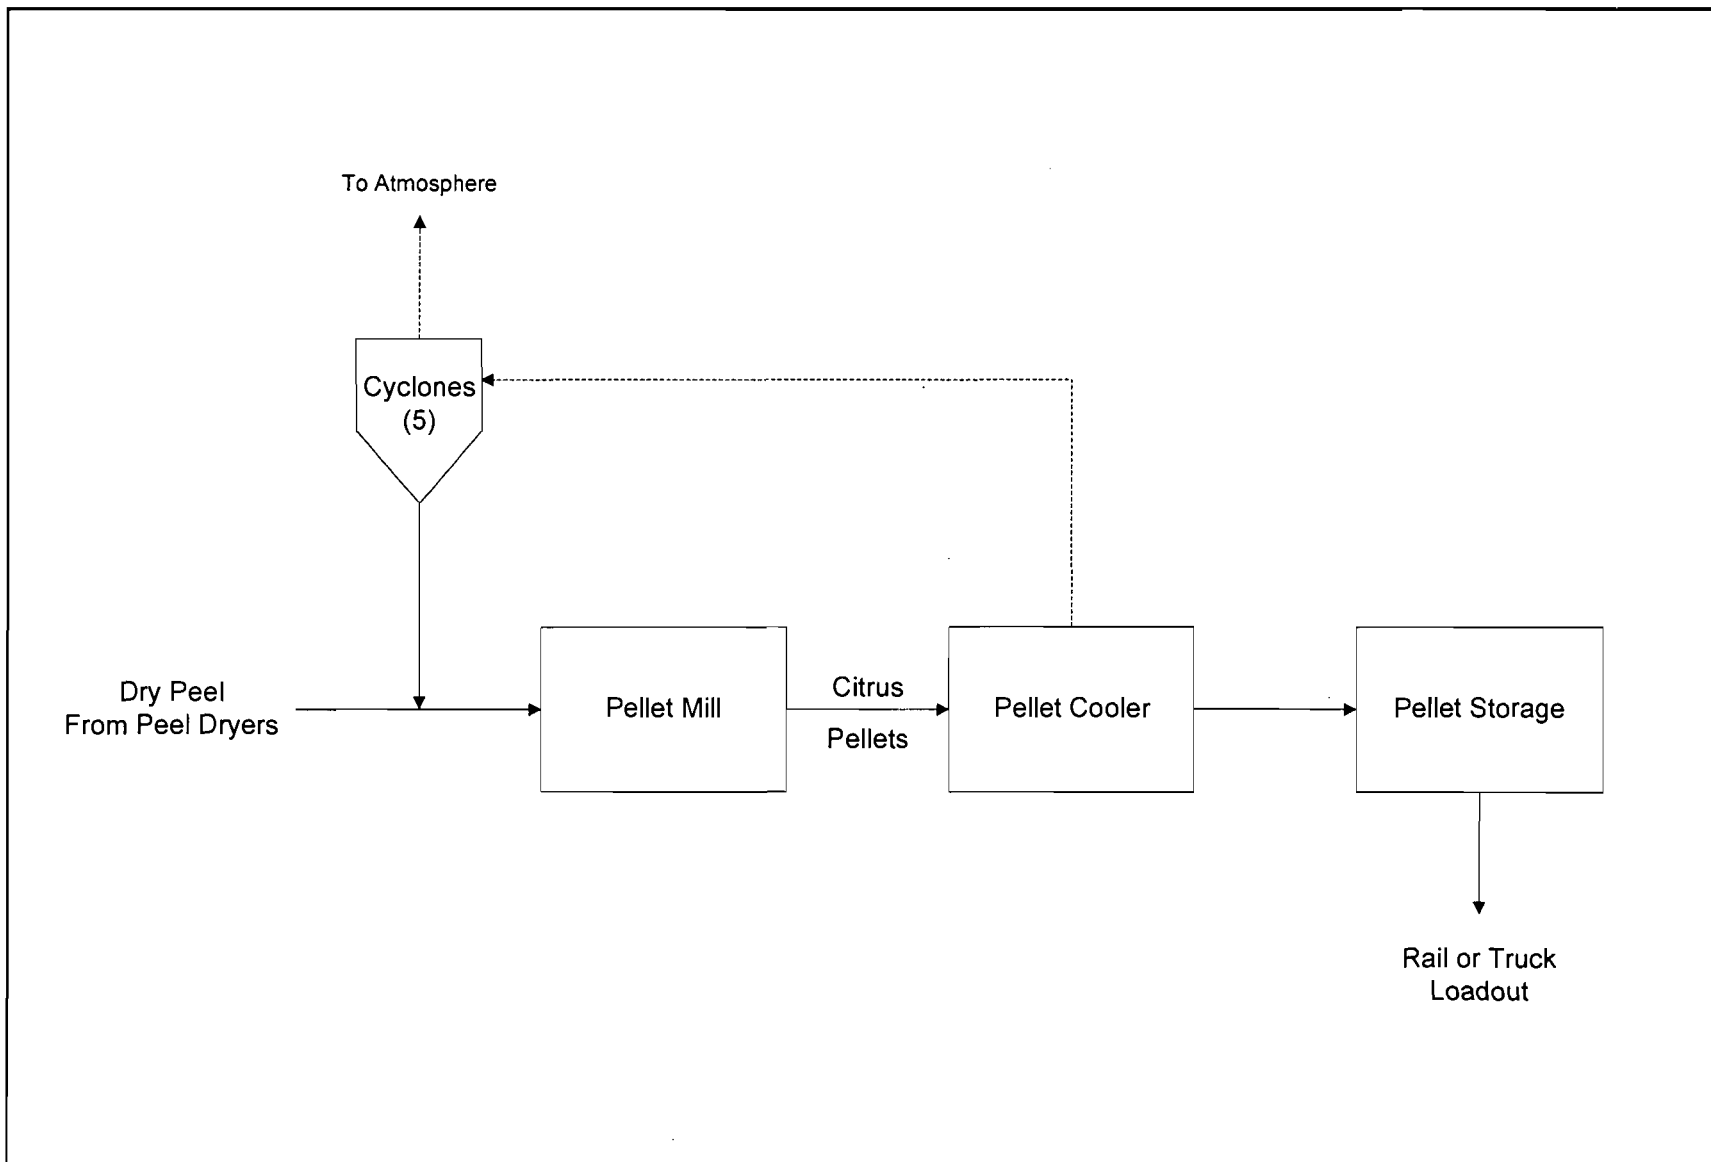 To Atmosphere
Cyclones
(5)
Dry Peel
From Peel Dryers
Pellet Mill
Citrus
Pellets
Pellet Cooler
Pellet Storage
Rail or Truck
Loadout